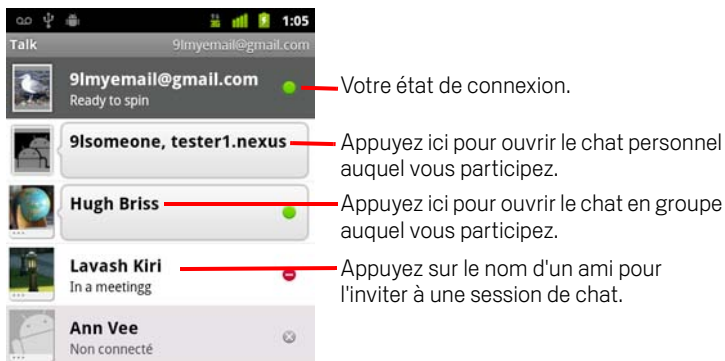 1:05
Talk 9lmyemail@gmail.com
9lmyemail@gmail.com
Ready to spin
Votre état de connexion.
9lsomeone, tester1.nexus
Appuyez ici pour ouvrir le chat personnel
auquel vous participez.
Hugh Briss
Appuyez ici pour ouvrir le chat en groupe
auquel vous participez.
Lavash Kiri
In a meetingg
Appuyez sur le nom d'un ami pour
l'inviter à une session de chat.
Ann Vee
Non connecté